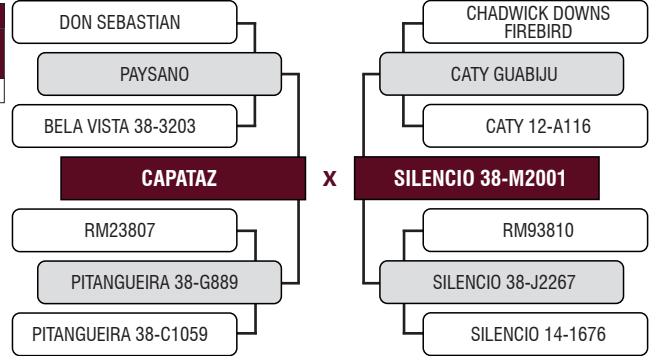 DON SEBASTIAN
PAYSANO
BELA VISTA 38-3203
CAPATAZ
RM23807
PITANGUEIRA 38-G889
PITANGUEIRA 38-C1059
X
CHADWICK DOWNS
FIREBIRD
CATY GUABIJU
CATY 12-A116
SILENCIO 38-M2001
RM93810
SILENCIO 38-J2267
SILENCIO 14-1676